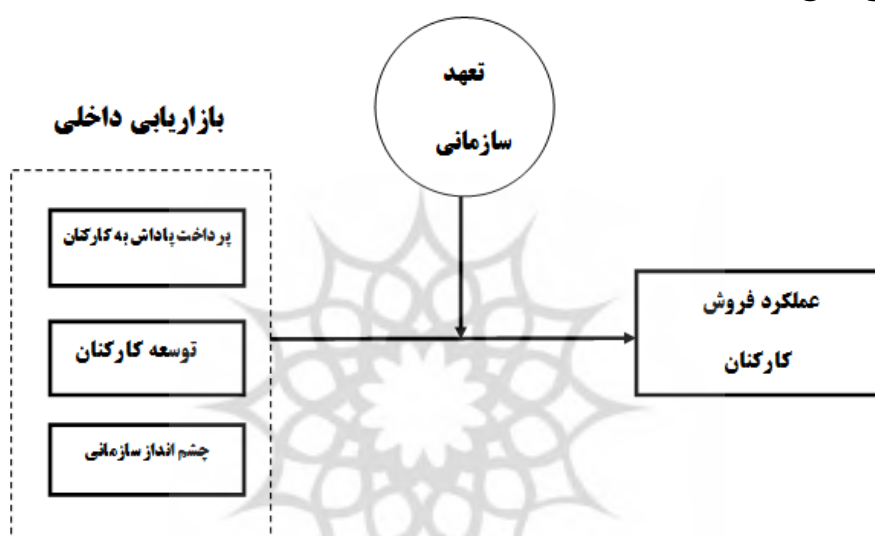 تعهد
سازمانی
بازاریابی داخلی
پرداخت پاداش به کارکنان
توسعه کارکنان
چشم انداز سازمانی
عملکرد فروش
کارکنان